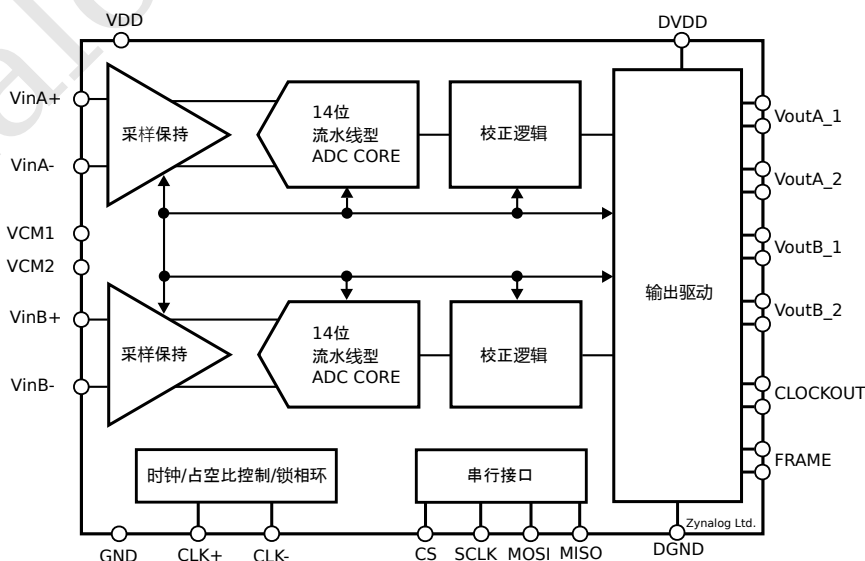 VDD
DVDD
VinA+
采样保持
14位
流水线型
ADC CORE
校正逻辑
VoutA_1
VinA-
VoutA_2
VCM1
VoutB_1
VCM2
输出驱动
VinB+
VoutB_2
采样保持
14位
流水线型
ADC CORE
校正逻辑
VinB-
CLOCKOUT
FRAME
时钟/占空比控制/锁相环
串行接口
Zynalog Ltd.
GND
CLK+
CLK-
CS
SCLK
MOSI
MISO
DGND